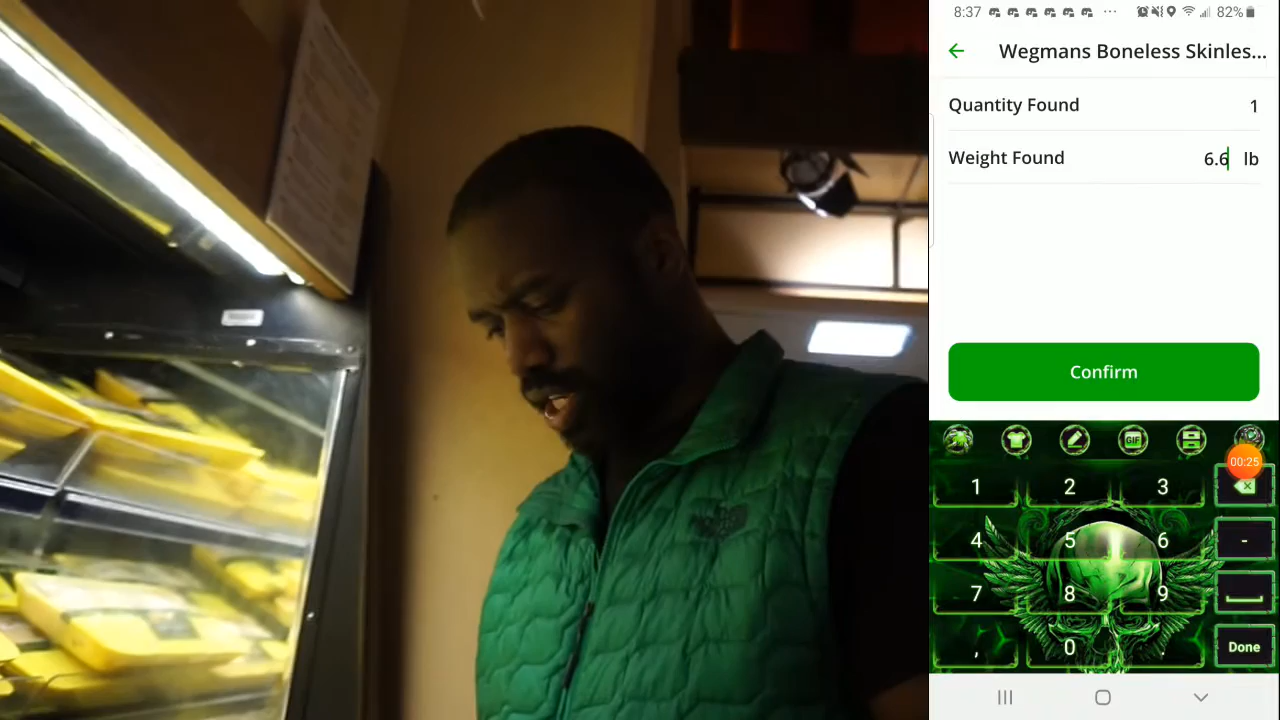 8:37
82%
Wegmans Boneless Skinles...
Quantity Found 1
Weight Found 6.6 lb
Confirm
GIF
00:25
1 2 3
4 5 6 -
7 8 9
, 0 . Done